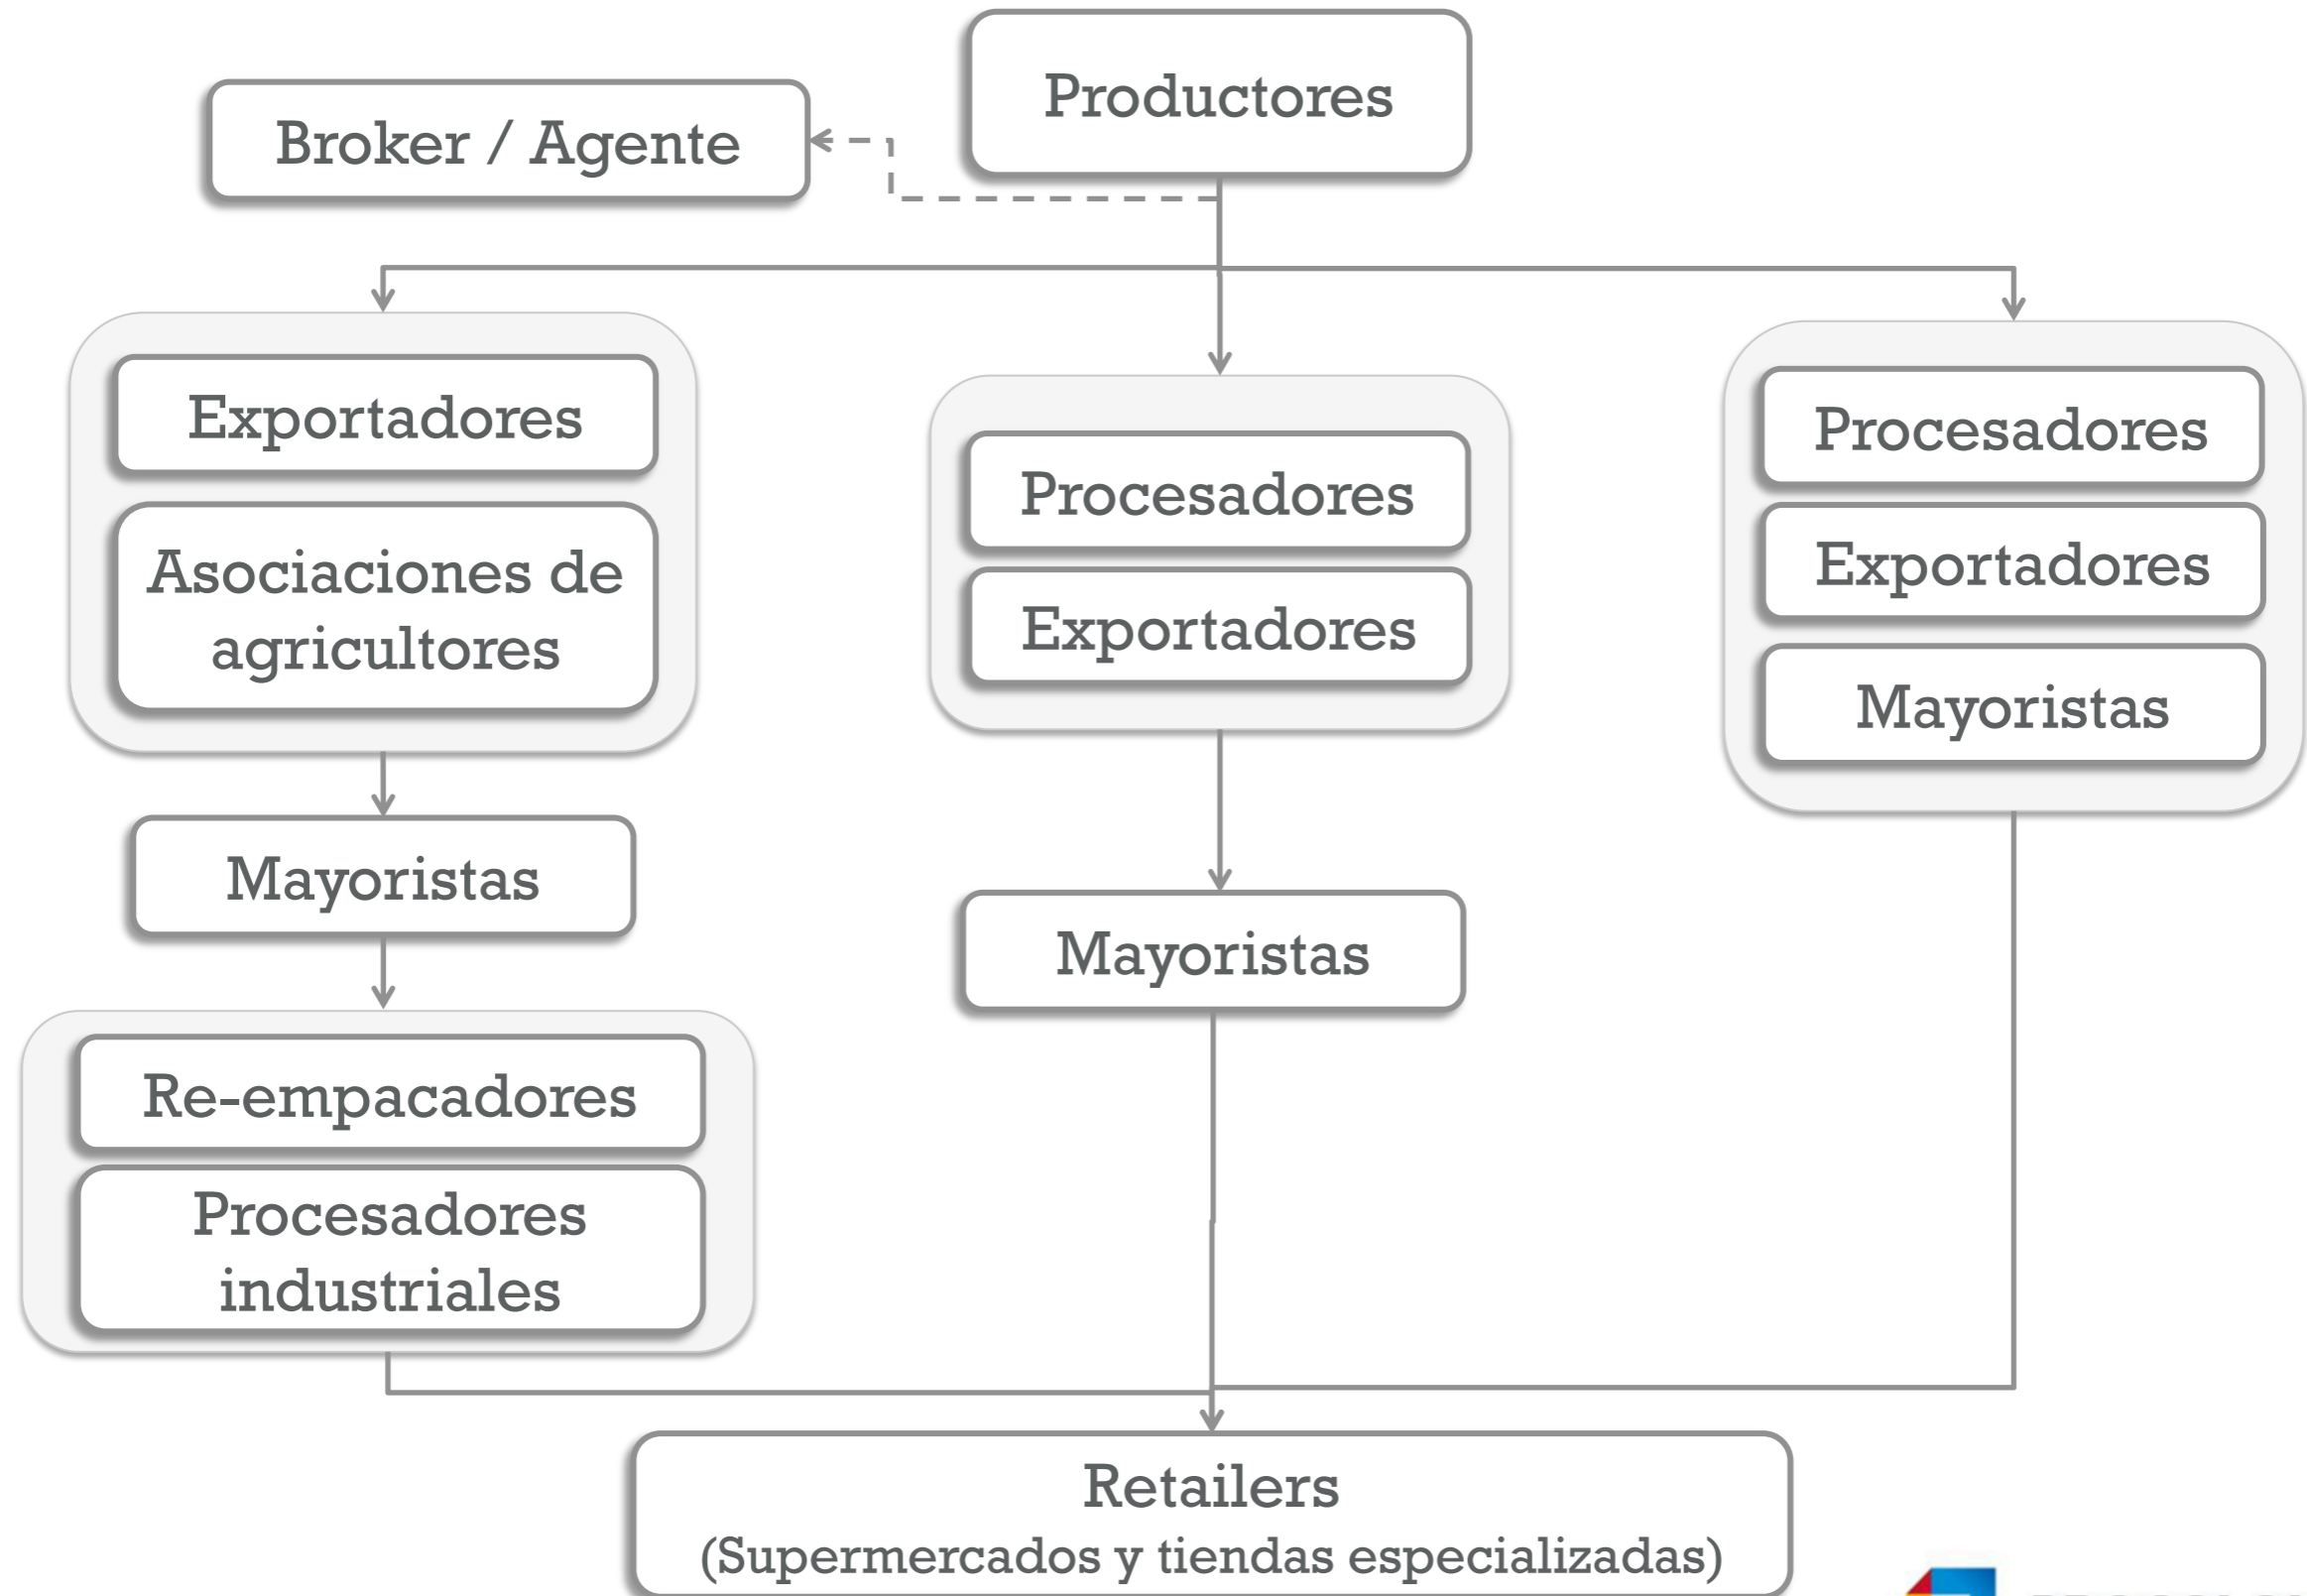 Productores
Broker / Agente
Exportadores
Asociaciones de
agricultores
Mayoristas
Re-empacadores
Procesadores
industriales
Procesadores
Exportadores
Mayoristas
Procesadores
Exportadores
Mayoristas
Retailers
(Supermercados y tiendas especializadas)